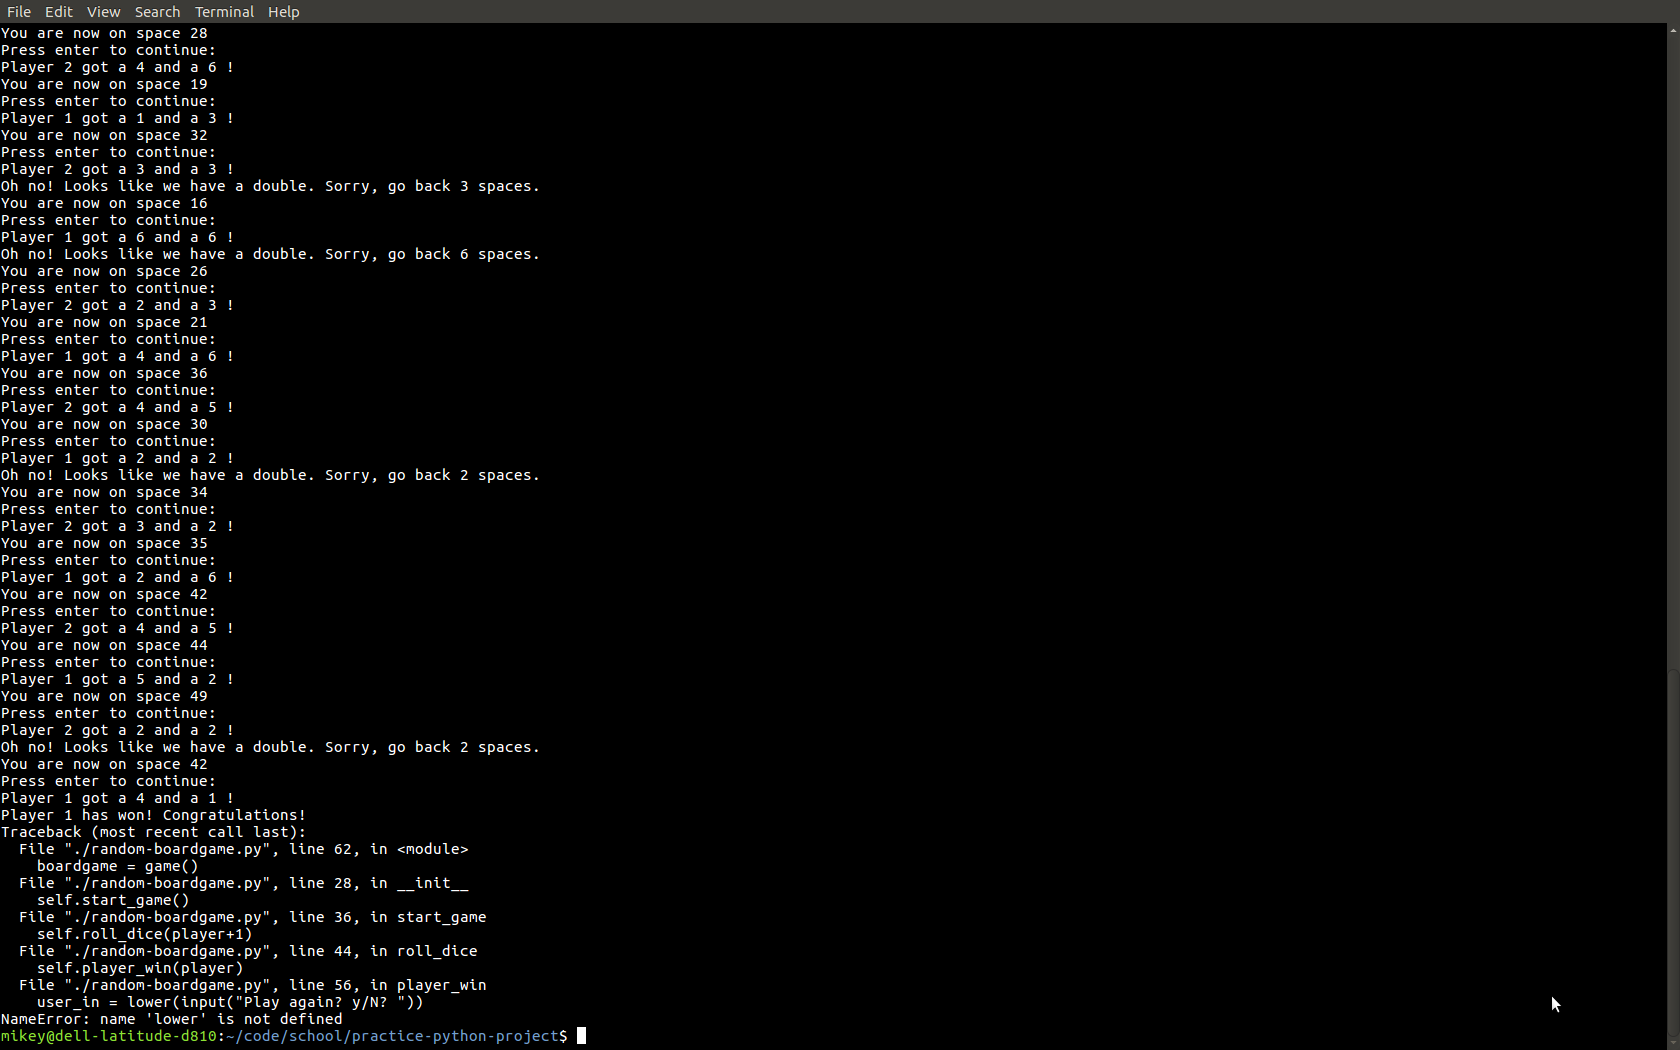 File Edit View Search Terminal Help
You are now on space 28
Press enter to continue:
Player 2 got a 4 and a 6 !
You are now on space 19
Press enter to continue:
Player 1 got a 1 and a 3 !
You are now on space 32
Press enter to continue:
Player 2 got a 3 and a 3 !
Oh no! Looks like we have a double. Sorry, go back 3 spaces.
You are now on space 16
Press enter to continue:
Player 1 got a 6 and a 6 !
Oh no! Looks like we have a double. Sorry, go back 6 spaces.
You are now on space 26
Press enter to continue:
Player 2 got a 2 and a 3 !
You are now on space 21
Press enter to continue:
Player 1 got a 4 and a 6 !
You are now on space 36
Press enter to continue:
Player 2 got a 4 and a 5 !
You are now on space 30
Press enter to continue:
Player 1 got a 2 and a 2 !
Oh no! Looks like we have a double. Sorry, go back 2 spaces.
You are now on space 34
Press enter to continue:
Player 2 got a 3 and a 2 !
You are now on space 35
Press enter to continue:
Player 1 got a 2 and a 6 !
You are now on space 42
Press enter to continue:
Player 2 got a 4 and a 5 !
You are now on space 44
Press enter to continue:
Player 1 got a 5 and a 2 !
You are now on space 49
Press enter to continue:
Player 2 got a 2 and a 2 !
Oh no! Looks like we have a double. Sorry, go back 2 spaces.
You are now on space 42
Press enter to continue:
Player 1 got a 4 and a 1 !
Player 1 has won! Congratulations!
Traceback (most recent call last):
  File "./random-boardgame.py", line 62, in <module>
    boardgame = game()
  File "./random-boardgame.py", line 28, in __init__
    self.start_game()
  File "./random-boardgame.py", line 36, in start_game
    self.roll_dice(player+1)
  File "./random-boardgame.py", line 44, in roll_dice
    self.player_win(player)
  File "./random-boardgame.py", line 56, in player_win
    user_in = lower(input("Play again? y/N? "))
NameError: name 'lower' is not defined
mikey@dell-latitude-d810:~/code/school/practice-python-project$